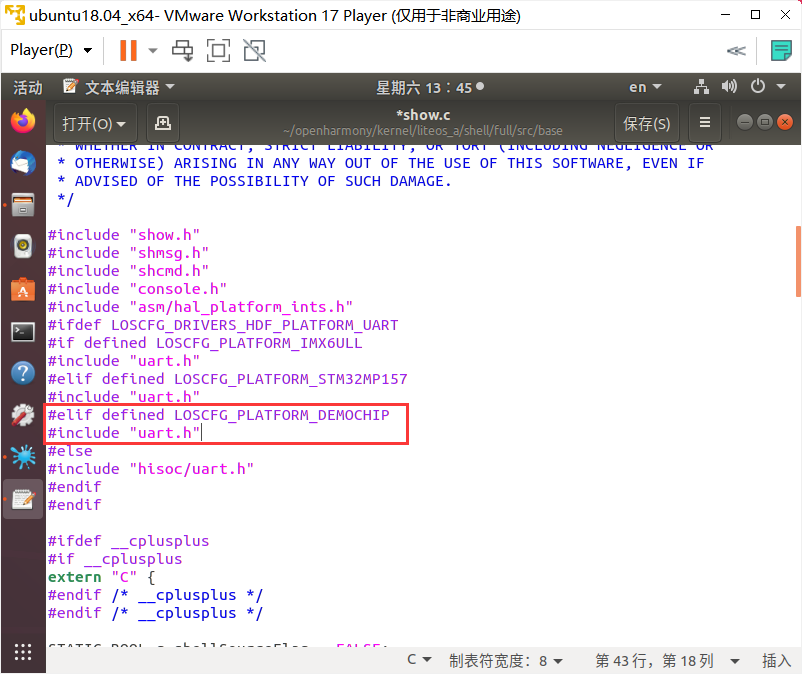 ubuntu18.04_x64- VMware Workstation 17 Player (仅用于非商业用途)
Player(P)
活动 文本编辑器 星期六 13：45 en
打开(O) *show.c 保存(S)
~/openharmony/kernel/liteos_a/shell/full/src/base
* WHETHER IN CONTRACT, STRICT LIABILITY, OR TORT (INCLUDING NEGLIGENCE OR
* OTHERWISE) ARISING IN ANY WAY OUT OF THE USE OF THIS SOFTWARE, EVEN IF
* ADVISED OF THE POSSIBILITY OF SUCH DAMAGE.
*/
#include "show.h"
#include "shmsg.h"
#include "shcmd.h"
#include "console.h"
#include "asm/hal_platform_ints.h"
#ifdef LOSCFG_DRIVERS_HDF_PLATFORM_UART
#if defined LOSCFG_PLATFORM_IMX6ULL
#include "uart.h"
#elif defined LOSCFG_PLATFORM_STM32MP157
#include "uart.h"
#elif defined LOSCFG_PLATFORM_DEMOCHIP
#include "uart.h"
#else
#include "hisoc/uart.h"
#endif
#endif
#ifdef __cplusplus
#if __cplusplus
extern "C" {
#endif /* __cplusplus */
#endif /* __cplusplus */
STATIC BOOL FALSE;
C 制表符宽度：8 第 43 行，第 18 列 插入